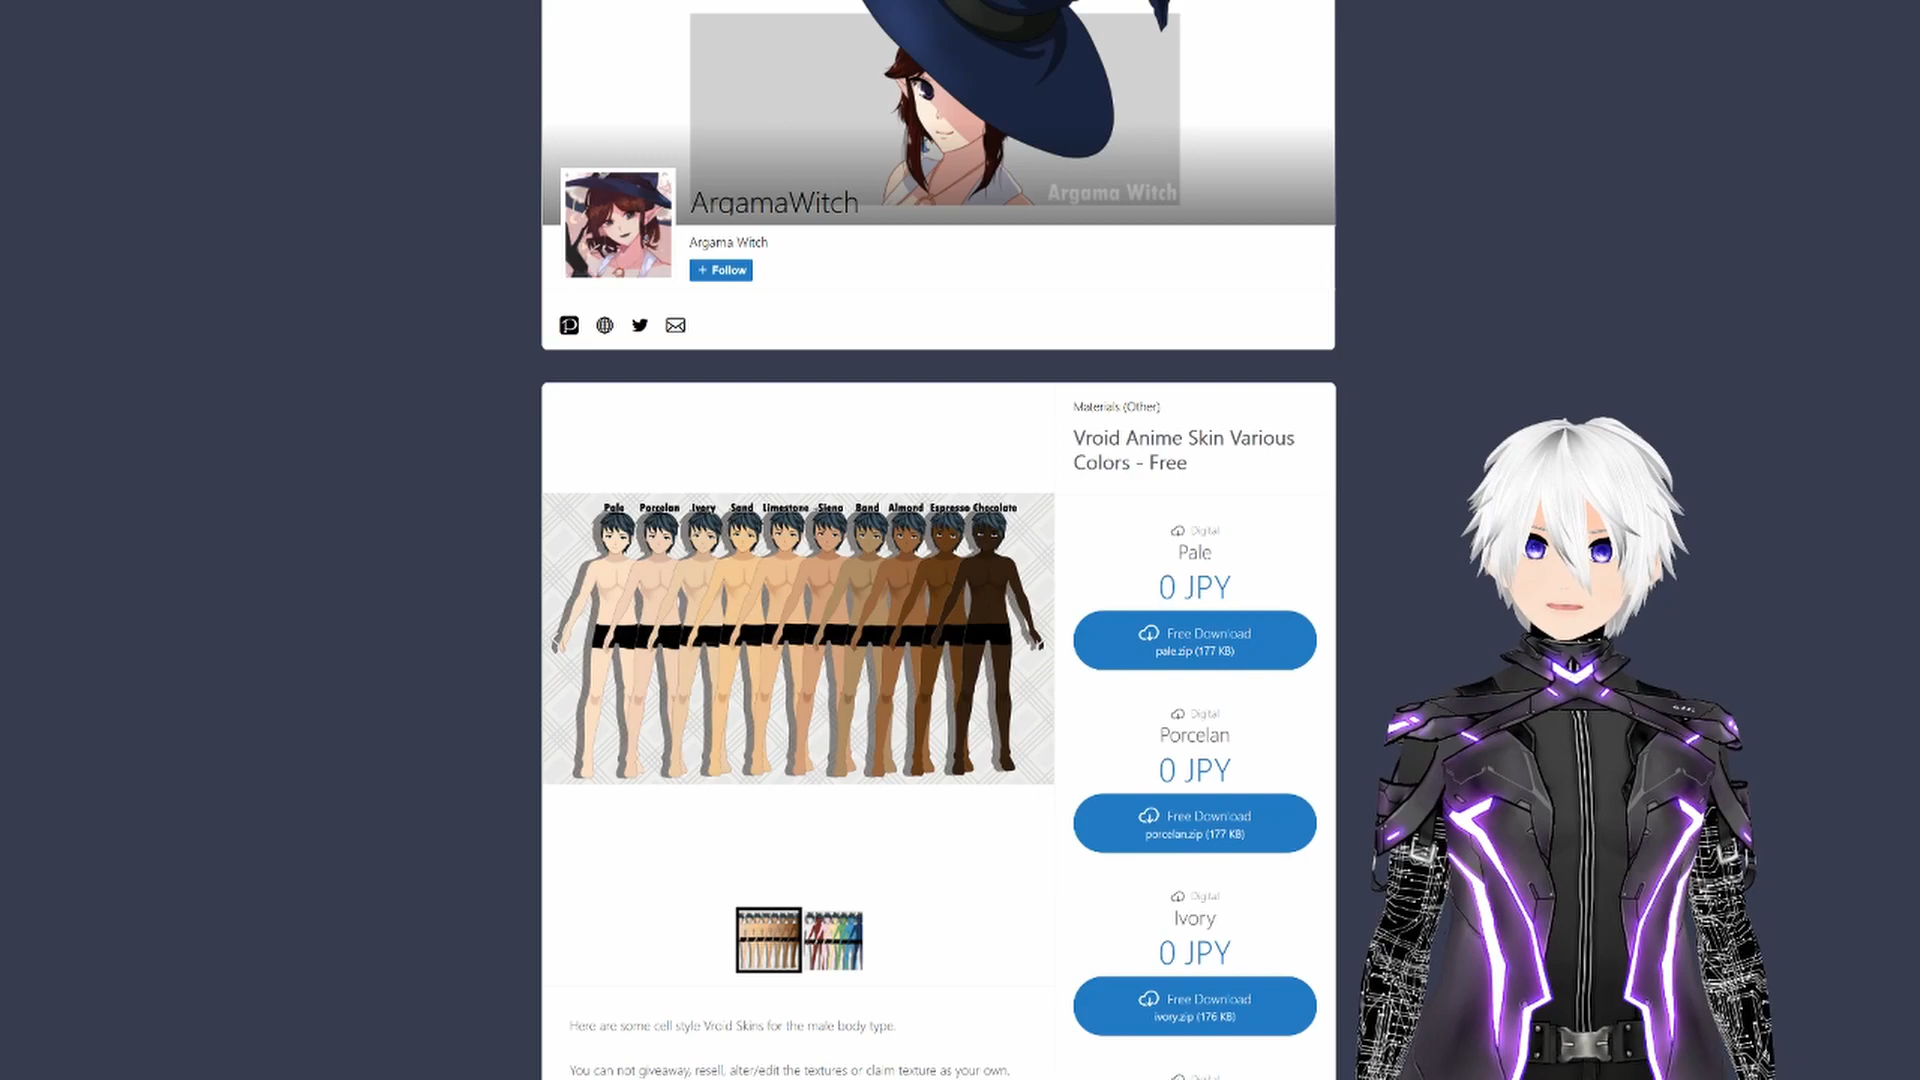 Argama Witch
ArgamaWitch
Argama Witch
+ Follow
Materials (Other)
Vroid Anime Skin Various
Colors - Free
Pale Porcelan Ivory Sand Limestone Siena Band Almond Espresso Chocolate
Digital
Pale
0 JPY
Free Download
pale.zip (177 KB)
Digital
Porcelan
0 JPY
Free Download
porcelan.zip (177 KB)
Digital
Ivory
0 JPY
Free Download
ivory.zip (176 KB)
Here are some cell style Vroid Skins for the male body type.
You can not giveaway, resell, alter/edit the textures or claim texture as your own.